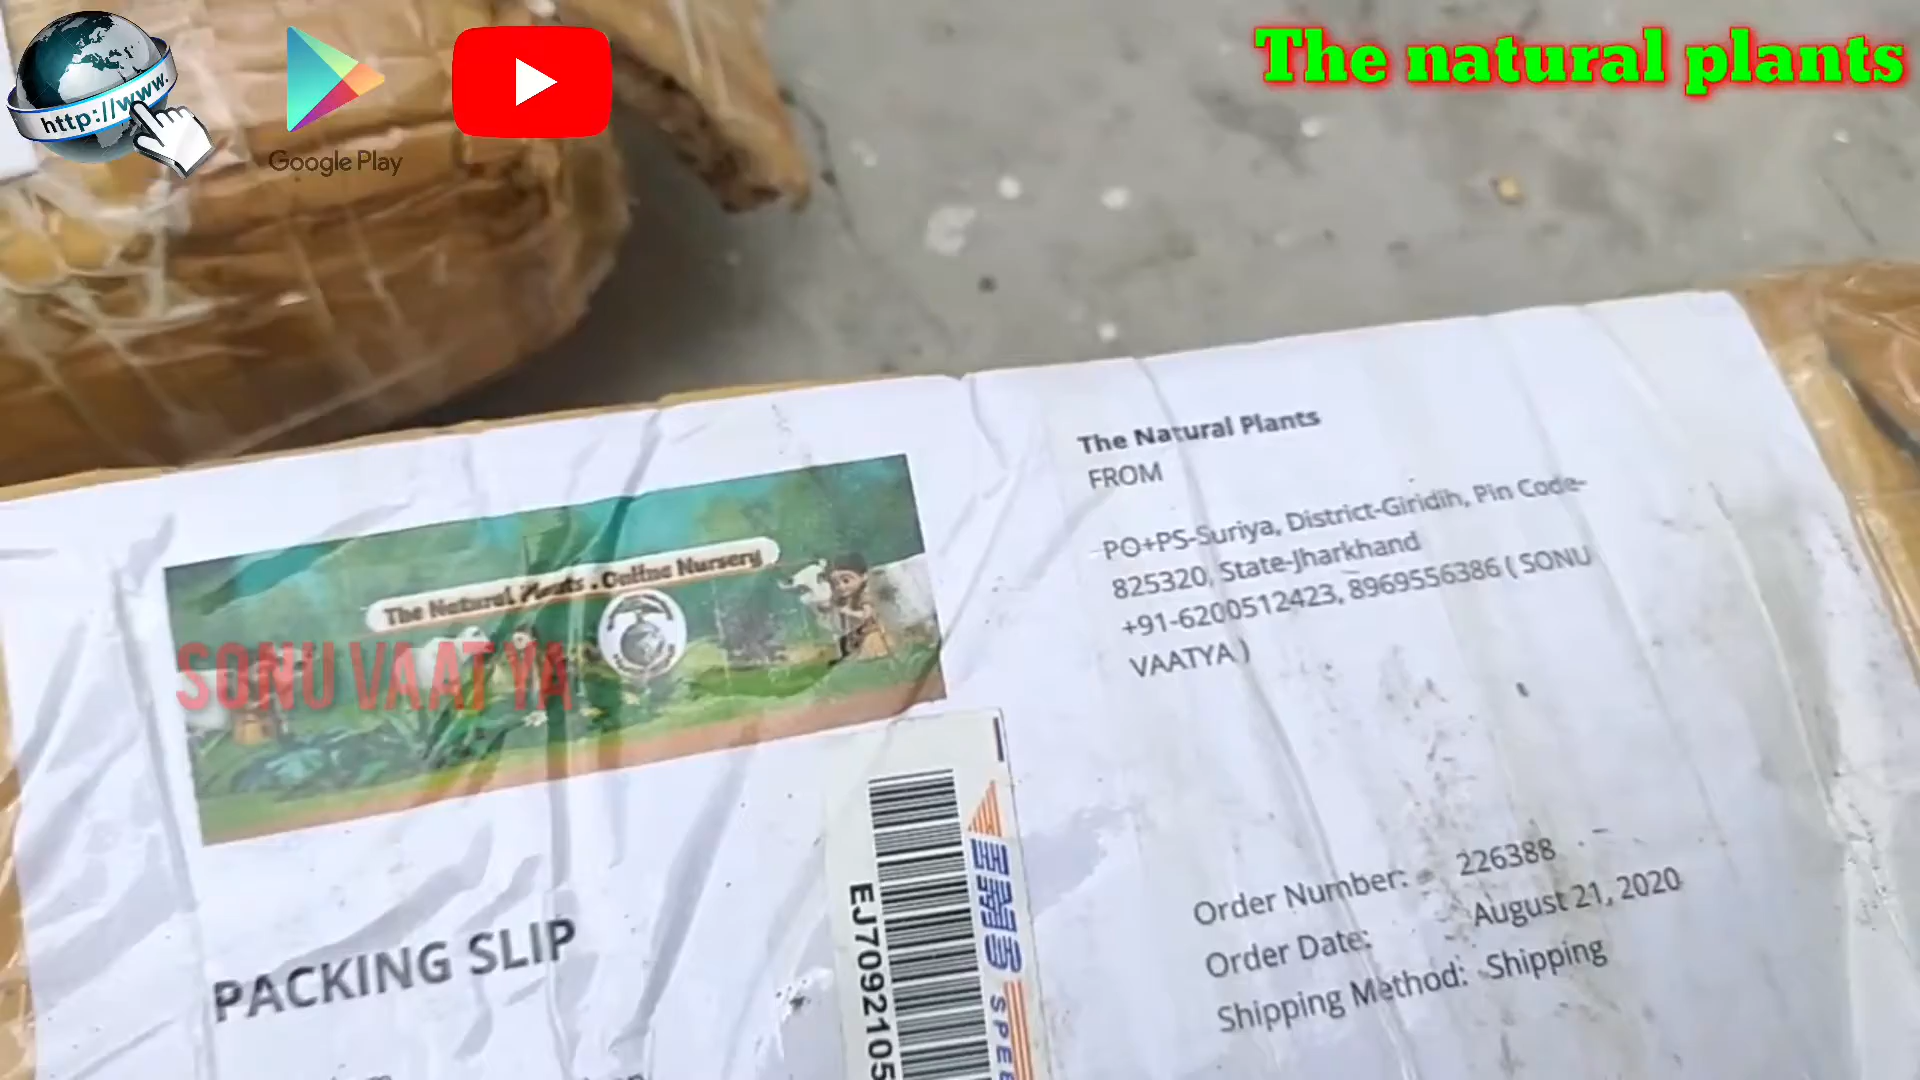 http://www.
Google Play
The natural plants
The Natural Plants . Online Nursery
SONU VAATYA
The Natural Plants
FROM
PO+PS-Suriya, District-Giridih, Pin Code-
825320, State-Jharkhand
+91-6200512423, 8969556386 ( SONU
VAATYA )
PACKING SLIP
EJ7092105
EMS SPEE
Order Number: 226388
Order Date: August 21, 2020
Shipping Method: Shipping